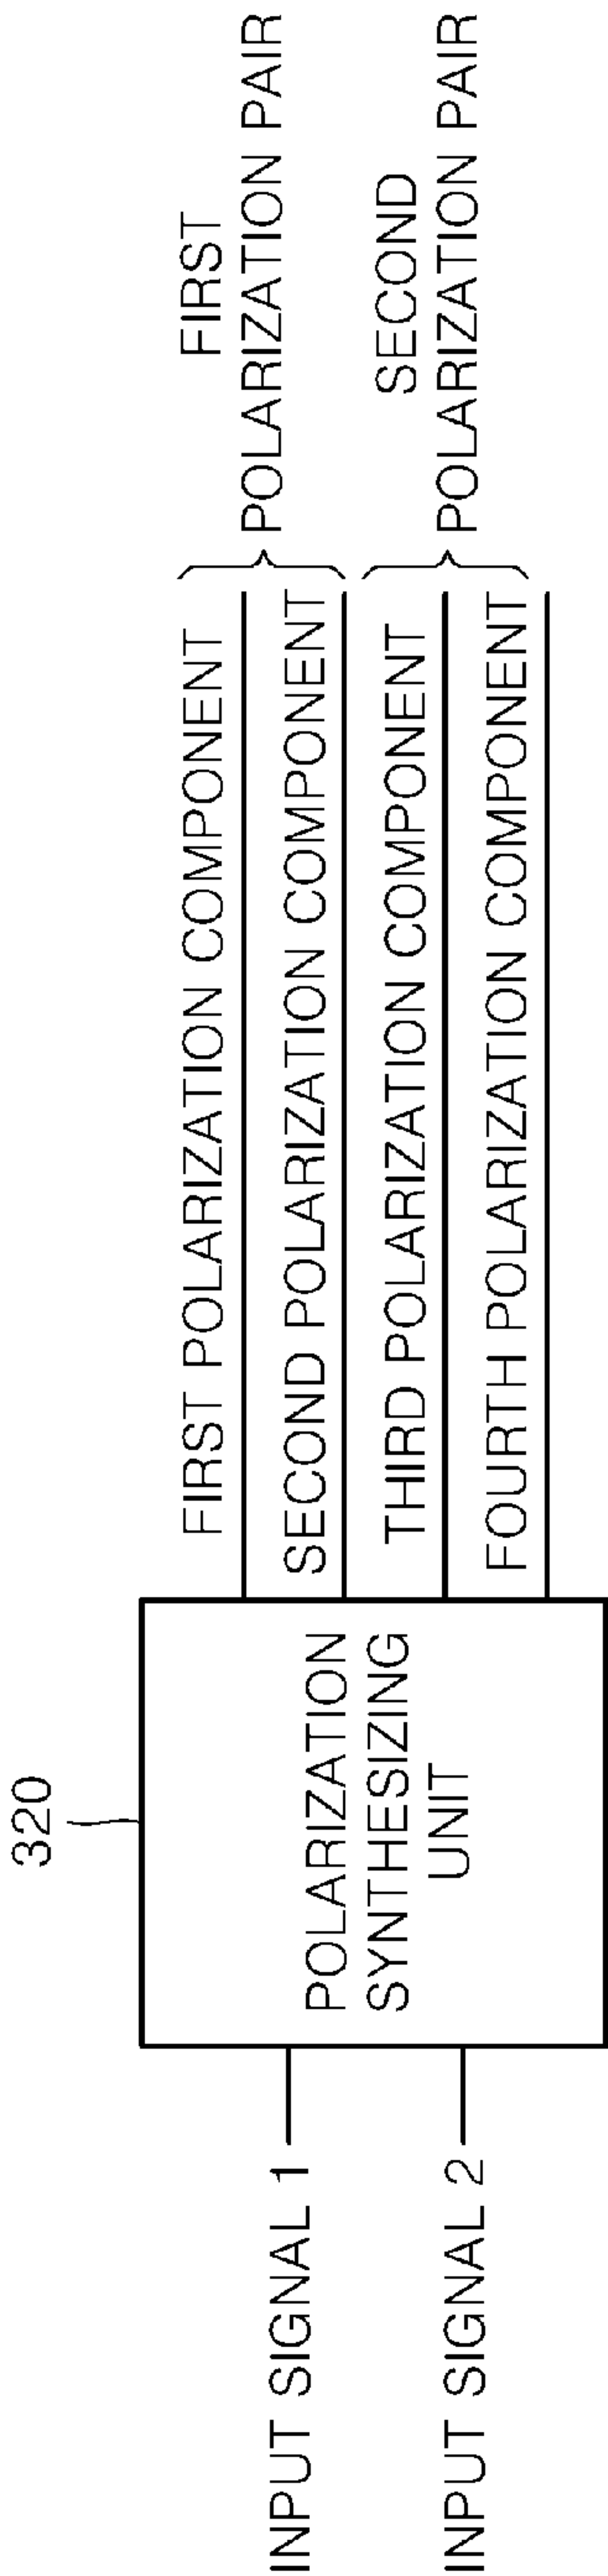 320
INPUT SIGNAL 1
INPUT SIGNAL 2
POLARIZATION
SYNTHESIZING
UNIT
FIRST POLARIZATION COMPONENT
SECOND POLARIZATION COMPONENT
THIRD POLARIZATION COMPONENT
FOURTH POLARIZATION COMPONENT
FIRST
POLARIZATION PAIR
SECOND
POLARIZATION PAIR